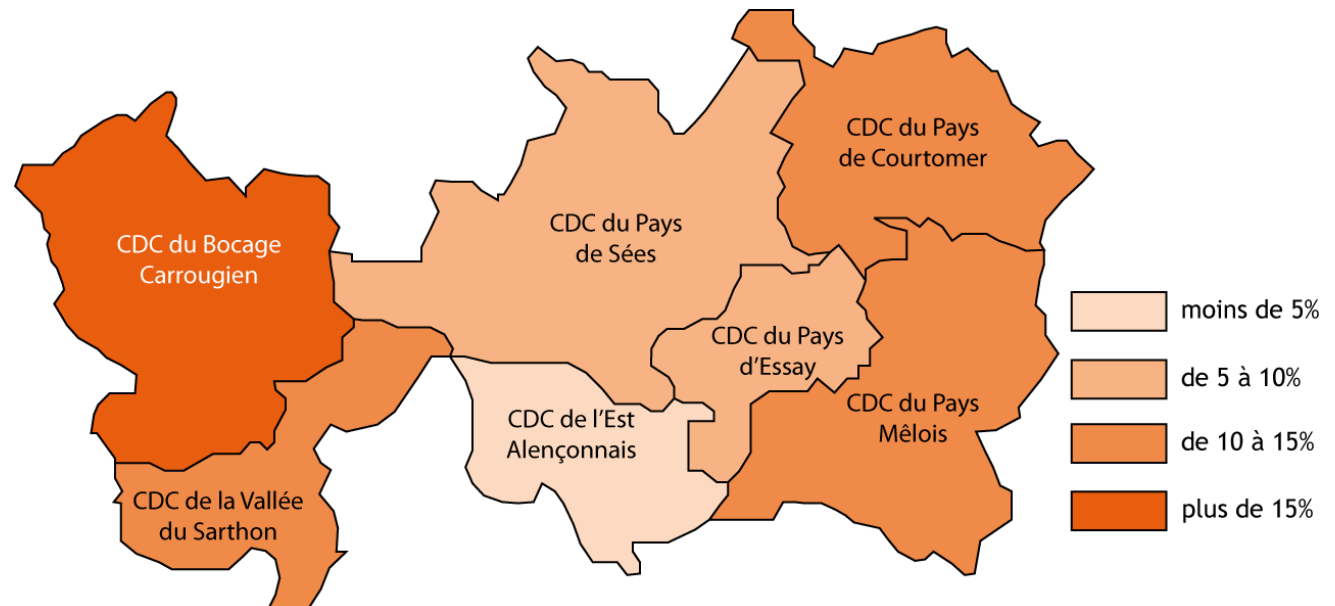 CDC du Pays
de Courtomer
CDC du Pays
de Sées
CDC du Bocage
Carrougien
moins de 5%
CDC du Pays
d'Essay
de 5 à 10%
CDC du Pays
Mêlois
CDC de l'Est
Alençonnais
de 10 à 15%
CDC de la Vallée
du Sarthon
plus de 15%